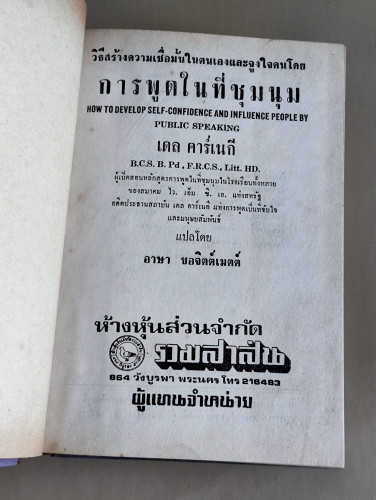 วิธีสร้างความเชื่อมั่นในตนเองและจูงใจคนโดย
การพูดในที่ชุมนุม
HOW TO DEVELOP SELF-CONFIDENCE AND INFLUENCE PEOPLE BY
PUBLIC SPEAKING
เดล คาร์เนกี
B.C.S. B. Pd., F.R.C.S., Litt. HD.
ผู้เปิดสอนหลักสูตรการพูดในที่ชุมนุมในโรงเรียนทั้งหลาย
ของสมาคม ไว. เอ็ม. ซี. เอ. แห่งสหรัฐ
อดีตประธานสถาบัน เดล คาร์เนกี แห่งการพูดเป็นที่จับใจ
และมนุษยสัมพันธ์
แปลโดย
อาษา ขอจิตต์เมตต์
ห้างหุ้นส่วนจำกัด
รวมสาส์น
864 วังบูรพา พระนคร โทร 216483
ผู้แทนจำหน่าย